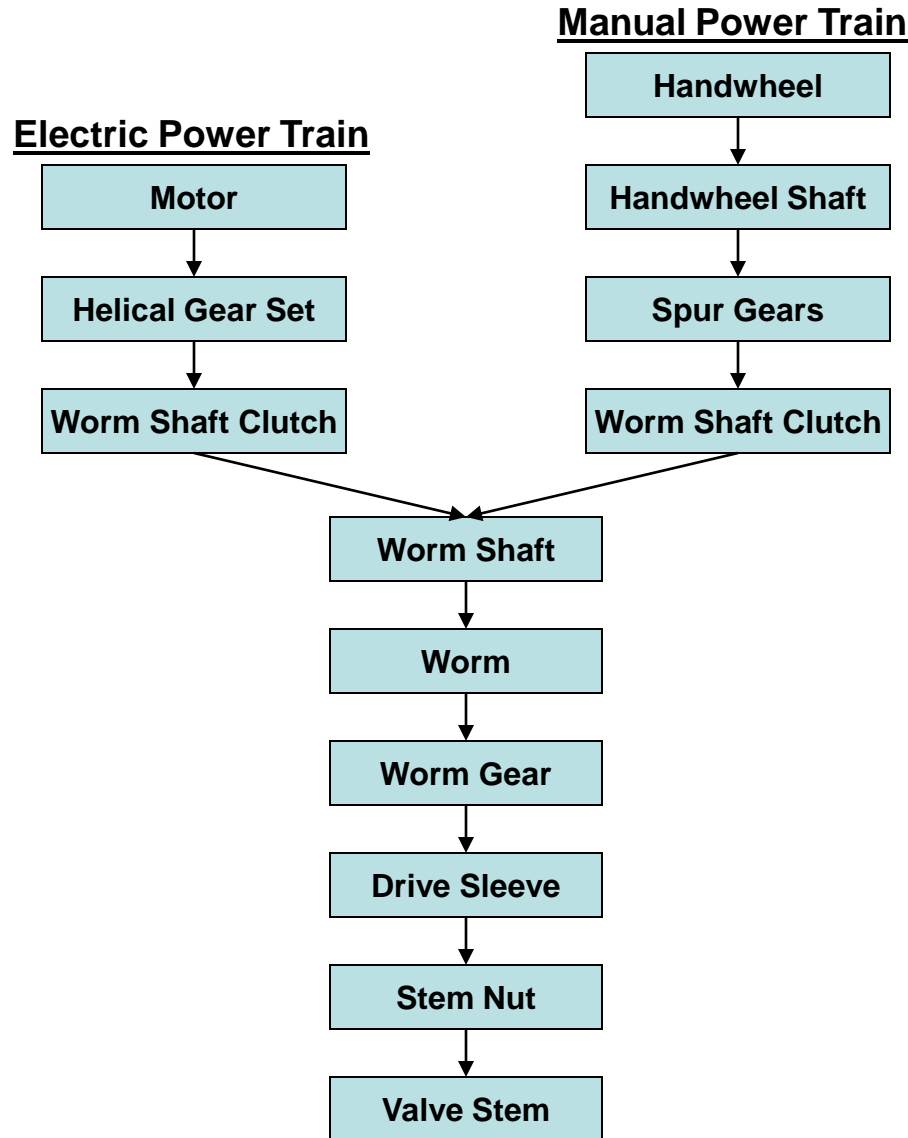 Manual Power Train
Handwheel
Electric Power Train
Motor
Handwheel Shaft
Helical Gear Set
Spur Gears
Worm Shaft Clutch
Worm Shaft Clutch
Worm Shaft
Worm
Worm Gear
Drive Sleeve
Stem Nut
Valve Stem